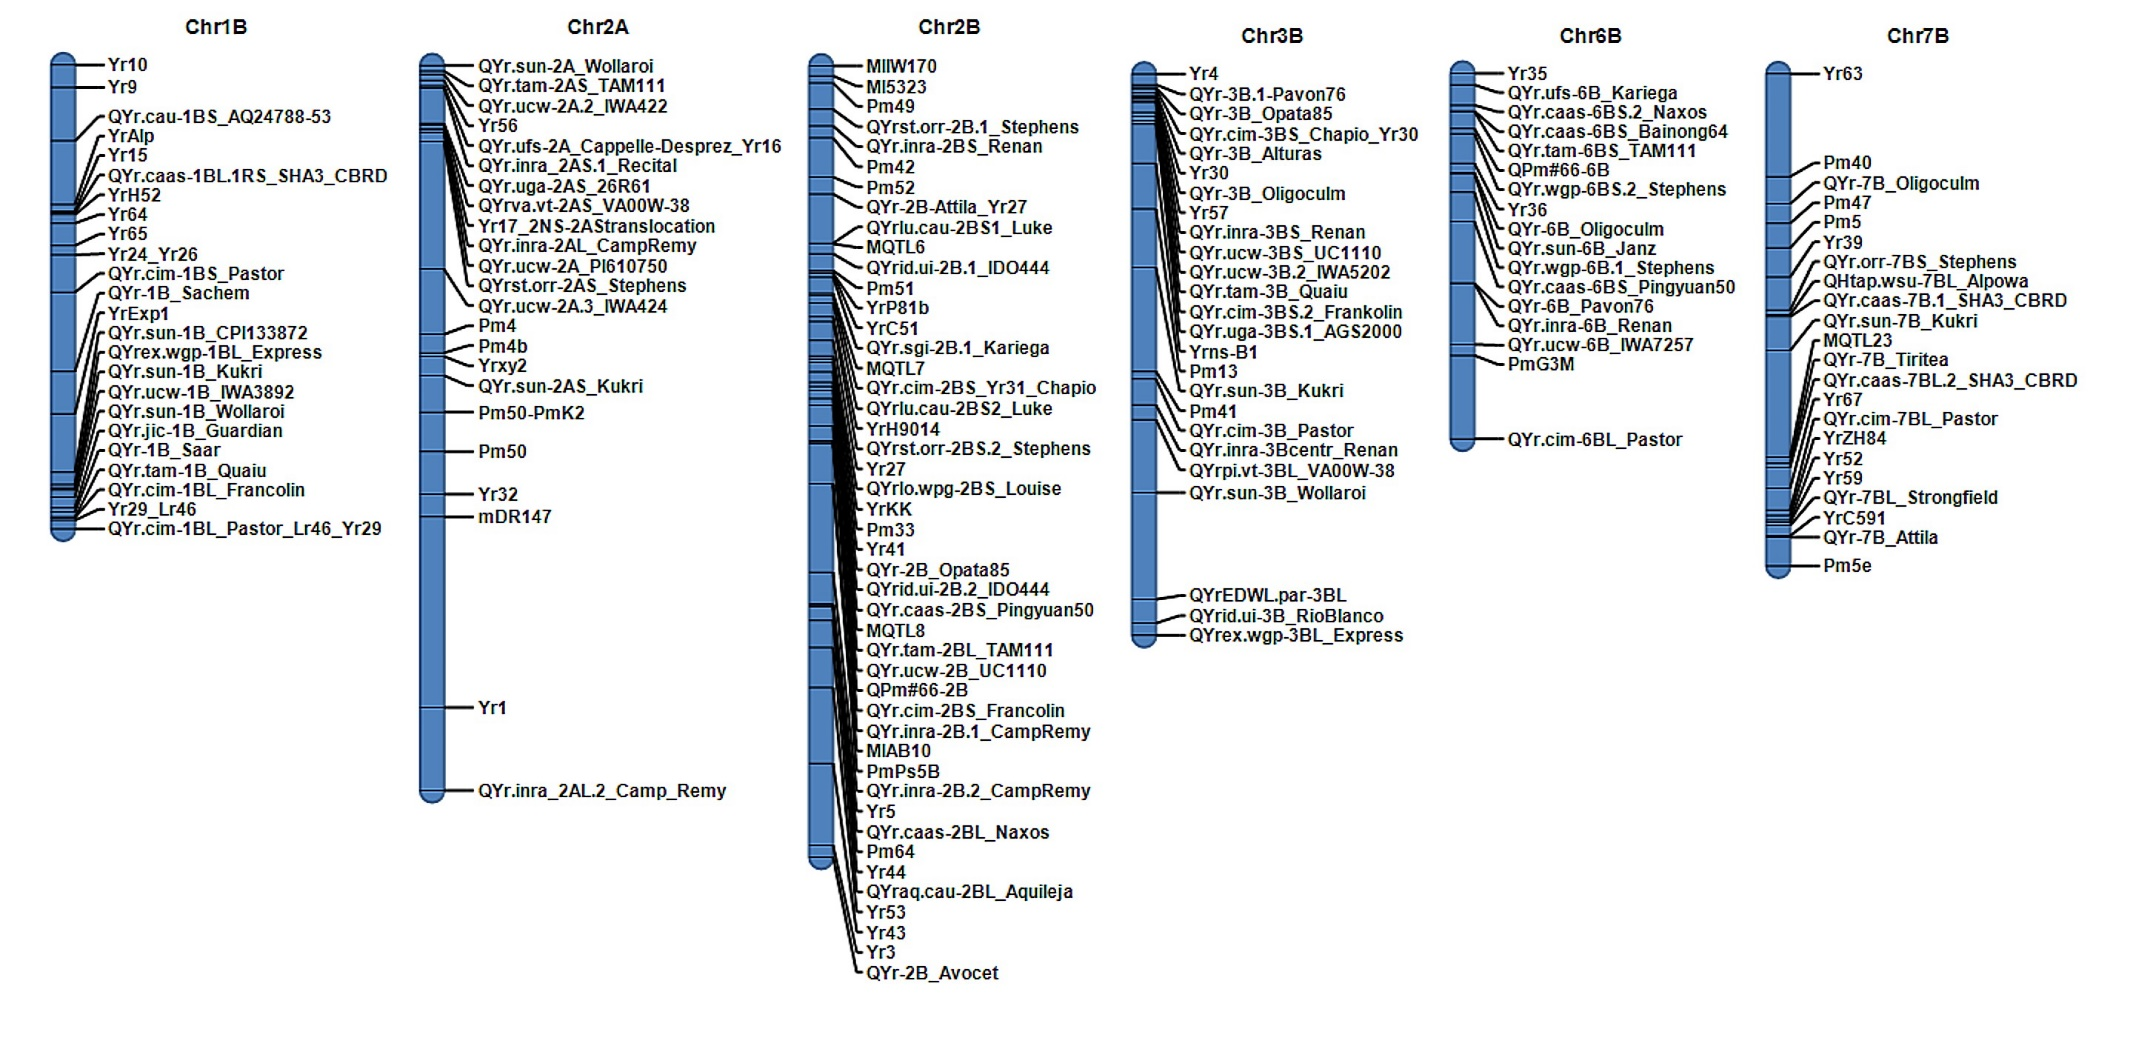 Chr1B
Yr10
Yr9
QYr.cau-1BS_AQ24788-53
YrAlp
Yr15
QYr.caas-1BL.1RS_SHA3_CBRD
YrH52
Yr64
Yr65
Yr24_Yr26
QYr.cim-1BS_Pastor
QYr-1B_Sachem
YrExp1
QYr.sun-1B_CPI133872
QYrex.wgp-1BL_Express
QYr.sun-1B_Kukri
QYr.ucw-1B_IWA3892
QYr.sun-1B_Wollaroi
QYr.jic-1B_Guardian
QYr-1B_Saar
QYr.tam-1B_Quaiu
QYr.cim-1BL_Francolin
Yr29_Lr46
QYr.cim-1BL_Pastor_Lr46_Yr29
Chr2A
QYr.sun-2A_Wollaroi
QYr.tam-2AS_TAM111
QYr.ucw-2A.2_IWA422
Yr56
QYr.ufs-2A_Cappelle-Desprez_Yr16
QYr.inra_2AS.1_Recital
QYr.uga-2AS_26R61
QYrva.vt-2AS_VA00W-38
Yr17_2NS-2AStranslocation
QYr.inra-2AL_CampRemy
QYr.ucw-2A_PI610750
QYrst.orr-2AS_Stephens
QYr.ucw-2A.3_IWA424
Pm4
Pm4b
Yrxy2
QYr.sun-2AS_Kukri
Pm50-PmK2
Pm50
Yr32
mDR147
Yr1
QYr.inra_2AL.2_Camp_Remy
Chr2B
MlIW170
Ml5323
Pm49
QYrst.orr-2B.1_Stephens
QYr.inra-2BS_Renan
Pm42
Pm52
QYr-2B-Attila_Yr27
QYrlu.cau-2BS1_Luke
MQTL6
QYrid.ui-2B.1_IDO444
Pm51
YrP81b
YrC51
QYr.sgi-2B.1_Kariega
MQTL7
QYr.cim-2BS_Yr31_Chapio
QYrlu.cau-2BS2_Luke
YrH9014
QYrst.orr-2BS.2_Stephens
Yr27
QYrlo.wpg-2BS_Louise
YrKK
Pm33
Yr41
QYr-2B_Opata85
QYrid.ui-2B.2_IDO444
QYr.caas-2BS_Pingyuan50
MQTL8
QYr.tam-2BL_TAM111
QYr.ucw-2B_UC1110
QPm#66-2B
QYr.cim-2BS_Francolin
QYr.inra-2B.1_CampRemy
MlAB10
PmPs5B
QYr.inra-2B.2_CampRemy
Yr5
QYr.caas-2BL_Naxos
Pm64
Yr44
QYraq.cau-2BL_Aquileja
Yr53
Yr43
Yr3
QYr-2B_Avocet
Chr3B
Yr4
QYr-3B.1-Pavon76
QYr-3B_Opata85
QYr.cim-3BS_Chapio_Yr30
QYr-3B_Alturas
Yr30
QYr-3B_Oligoculm
Yr57
QYr.inra-3BS_Renan
QYr.ucw-3BS_UC1110
QYr.ucw-3B.2_IWA5202
QYr.tam-3B_Quaiu
QYr.cim-3BS.2_Frankolin
QYr.uga-3BS.1_AGS2000
Yrns-B1
Pm13
QYr.sun-3B_Kukri
Pm41
QYr.cim-3B_Pastor
QYr.inra-3Bcentr_Renan
QYrpi.vt-3BL_VA00W-38
QYr.sun-3B_Wollaroi
QYrEDWL.par-3BL
QYrid.ui-3B_RioBlanco
QYrex.wgp-3BL_Express
Chr6B
Yr35
QYr.ufs-6B_Kariega
QYr.caas-6BS.2_Naxos
QYr.caas-6BS_Bainong64
QYr.tam-6BS_TAM111
QPm#66-6B
QYr.wgp-6BS.2_Stephens
Yr36
QYr-6B_Oligoculm
QYr.sun-6B_Janz
QYr.wgp-6B.1_Stephens
QYr.caas-6BS_Pingyuan50
QYr-6B_Pavon76
QYr.inra-6B_Renan
QYr.ucw-6B_IWA7257
PmG3M
QYr.cim-6BL_Pastor
Chr7B
Yr63
Pm40
QYr-7B_Oligoculm
Pm47
Pm5
Yr39
QYr.orr-7BS_Stephens
QHtap.wsu-7BL_Alpowa
QYr.caas-7B.1_SHA3_CBRD
QYr.sun-7B_Kukri
MQTL23
QYr-7B_Tiritea
QYr.caas-7BL.2_SHA3_CBRD
Yr67
QYr.cim-7BL_Pastor
YrZH84
Yr52
Yr59
QYr-7BL_Strongfield
YrC591
QYr-7B_Attila
Pm5e